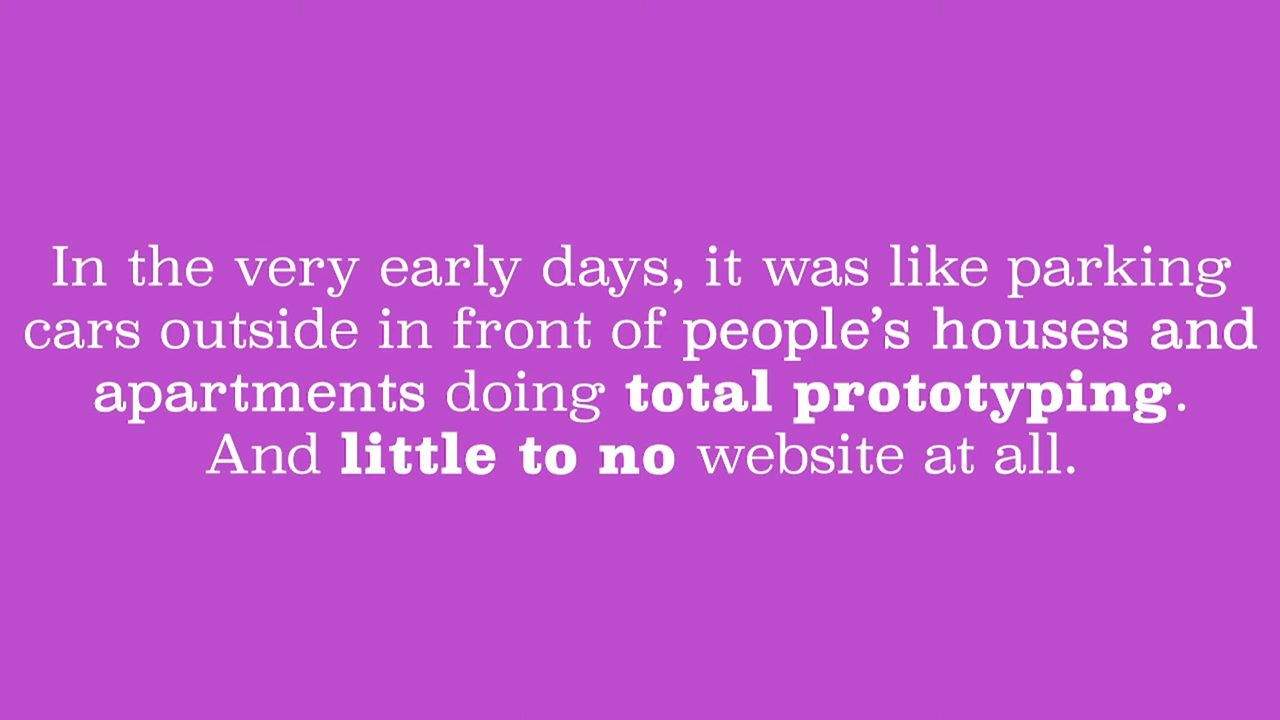 In the very early days, it was like parking
cars outside in front of people’s houses and
apartments doing total prototyping.
And little to no website at all.